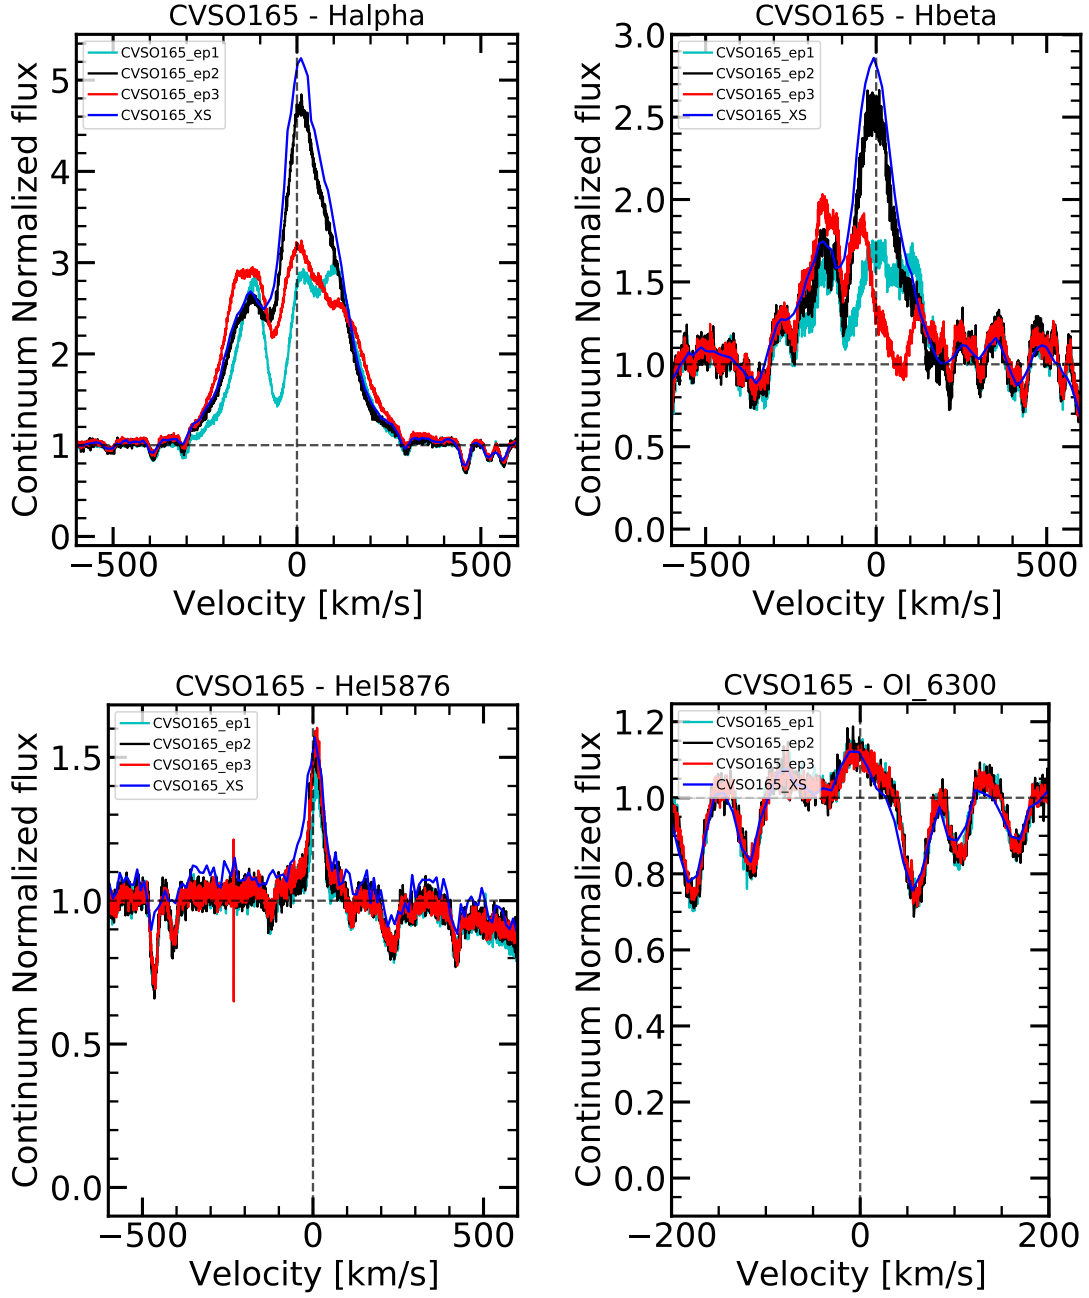 CVSO165 - Halpha
CVSO165_ep1
CVSO165_ep2
CVSO165_ep3
CVSO165_XS
Continuum Normalized flux
5
4
3
2
1
0
−500 0 500
Velocity [km/s]
CVSO165 - Hbeta
CVSO165_ep1
CVSO165_ep2
CVSO165_ep3
CVSO165_XS
Continuum Normalized flux
3.0
2.5
2.0
1.5
1.0
0.5
0.0
−500 0 500
Velocity [km/s]
CVSO165 - HeI5876
CVSO165_ep1
CVSO165_ep2
CVSO165_ep3
CVSO165_XS
Continuum Normalized flux
1.5
1.0
0.5
0.0
−500 0 500
Velocity [km/s]
CVSO165 - OI_6300
CVSO165_ep1
CVSO165_ep2
CVSO165_ep3
CVSO165_XS
Continuum Normalized flux
1.2
1.0
0.8
0.6
0.4
0.2
0.0
−200 0 200
Velocity [km/s]